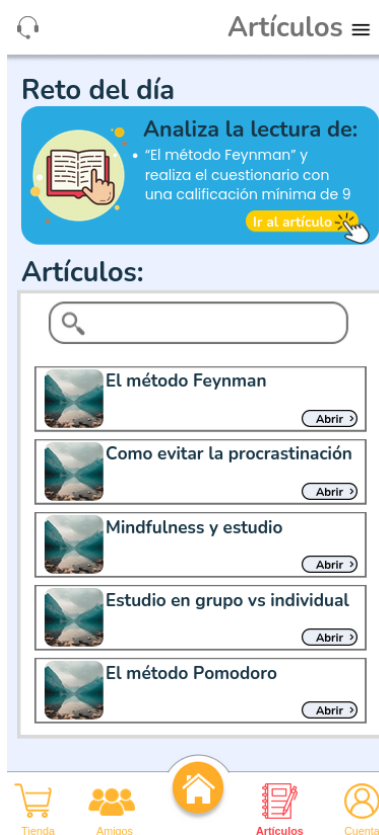 Artículos
Reto del día
Analiza la lectura de:
• "El método Feynman" y
realiza el cuestionario con
una calificación mínima de 9
Ir al artículo
Artículos:
El método Feynman
Abrir >
Como evitar la procrastinación
Abrir >
Mindfulness y estudio
Abrir >
Estudio en grupo vs individual
Abrir >
El método Pomodoro
Abrir >
Tienda
Amigos
Artículos
Cuenta